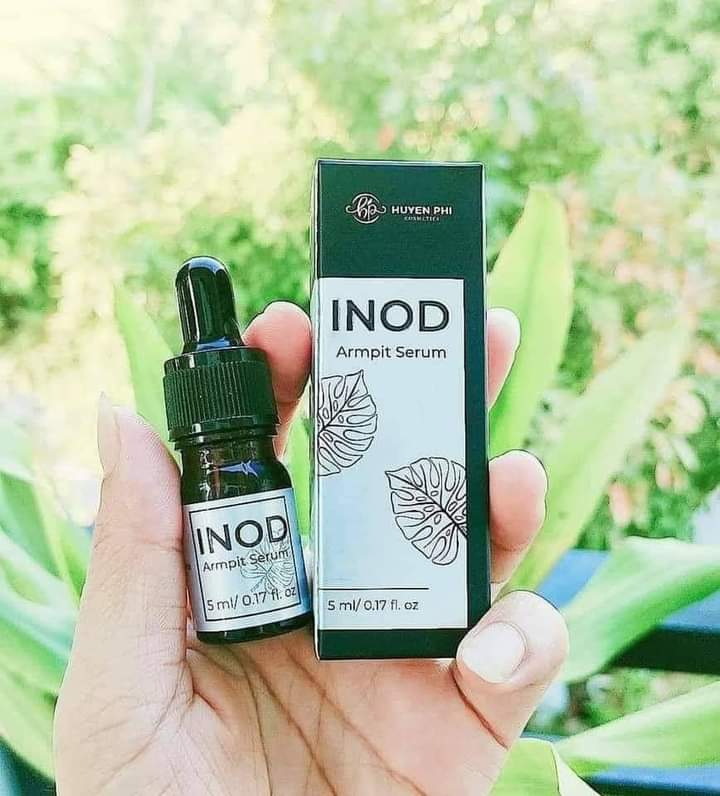 HUYEN PHI
COSMETICS
INOD
Armpit Serum
5 ml/ 0.17 fl. oz
INOD
Armpit Serum
5 ml/ 0.17 fl. oz